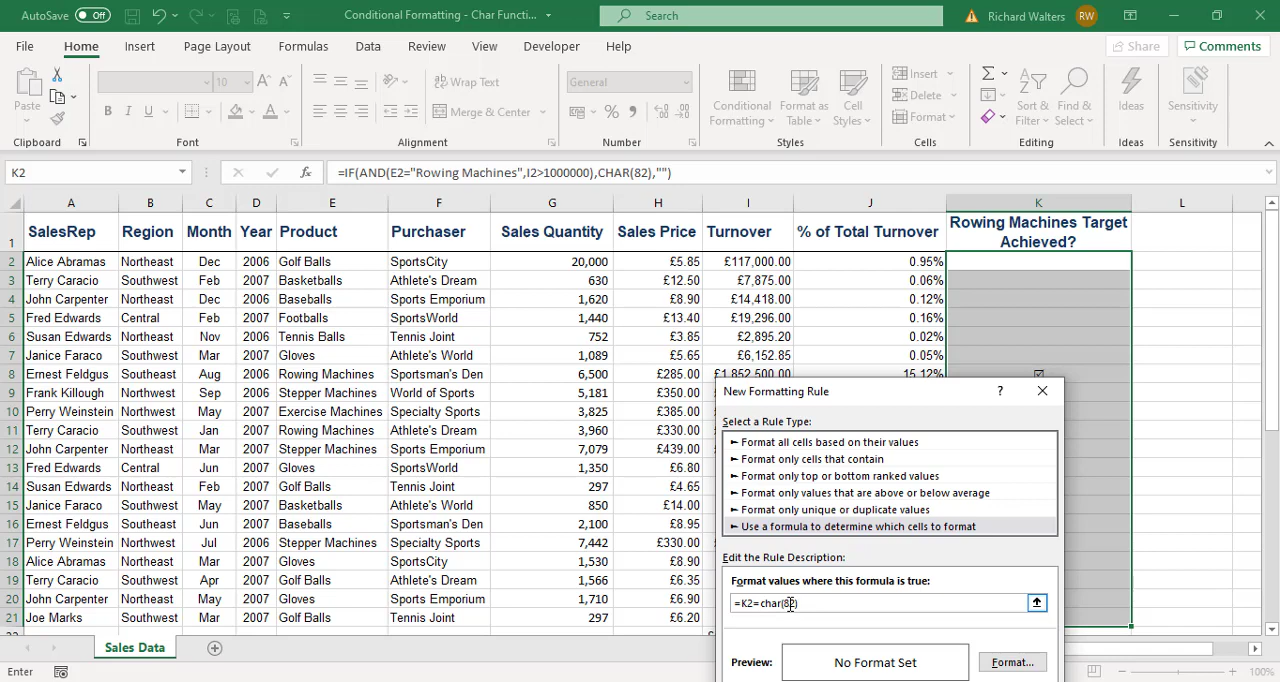 AutoSave Off Conditional Formatting - Char Functi... Search Richard Walters RW
File Home Insert Page Layout Formulas Data Review View Developer Help Share Comments
Paste 10 A A B I U A Wrap Text Merge & Center General % Conditional Formatting Format as Table Cell Styles Insert Delete Format Sort & Filter Find & Select Ideas Sensitivity
Clipboard Font Alignment Number Styles Cells Editing Ideas Sensitivity
K2 fx =IF(AND(E2="Rowing Machines",I2>1000000),CHAR(82),"")
A B C D E F G H I J K L
1 SalesRep Region Month Year Product Purchaser Sales Quantity Sales Price Turnover % of Total Turnover Rowing Machines Target Achieved?
2 Alice Abramas Northeast Dec 2006 Golf Balls SportsCity 20,000 £5.85 £117,000.00 0.95%
3 Terry Caracio Southwest Feb 2007 Basketballs Athlete's Dream 630 £12.50 £7,875.00 0.06%
4 John Carpenter Northeast Dec 2006 Baseballs Sports Emporium 1,620 £8.90 £14,418.00 0.12%
5 Fred Edwards Central Feb 2007 Footballs SportsWorld 1,440 £13.40 £19,296.00 0.16%
6 Susan Edwards Northeast Nov 2006 Tennis Balls Tennis Joint 752 £3.85 £2,895.20 0.02%
7 Janice Faraco Southwest Mar 2007 Gloves Athlete's World 1,089 £5.65 £6,152.85 0.05%
8 Ernest Feldgus Southeast Aug 2006 Rowing Machines Sportsman's Den 6,500 £285.00 £1,852,500.00 15.12% ☑
9 Frank Killough Northeast Sep 2006 Stepper Machines World of Sports 5,181 £350.00
10 Perry Weinstein Northeast May 2007 Exercise Machines Specialty Sports 3,825 £385.00
11 Terry Caracio Southwest Jan 2007 Rowing Machines Athlete's Dream 3,960 £330.00
12 John Carpenter Northeast Mar 2007 Stepper Machines Sports Emporium 7,079 £439.00
13 Fred Edwards Central Jun 2007 Gloves SportsWorld 1,350 £6.80
14 Susan Edwards Northeast Feb 2007 Gloves Tennis Joint 297 £4.65
15 Janice Faraco Southwest May 2007 Basketballs Athlete's World 850 £14.00
16 Ernest Feldgus Southeast Jun 2007 Baseballs Sportsman's Den 2,100 £8.95
17 Perry Weinstein Northeast Jul 2006 Stepper Machines Specialty Sports 7,442 £330.00
18 Alice Abramas Northeast Mar 2007 Gloves SportsCity 1,530 £6.35
19 Terry Caracio Southwest Apr 2007 Golf Balls Athlete's Dream 1,566 £6.35
20 John Carpenter Northeast May 2007 Golf Balls Sports Emporium 1,710 £6.90
21 Joe Marks Southeast Feb 2007 Golf Balls Tennis Joint 297 £6.20
New Formatting Rule ?
Select a Rule Type:
► Format all cells based on their values
► Format only cells that contain
► Format only top or bottom ranked values
► Format only values that are above or below average
► Format only unique or duplicate values
► Use a formula to determine which cells to format
Edit the Rule Description:
Format values where this formula is true:
=K2=char(82)
Preview: No Format Set Format...
Sales Data
Enter 100%